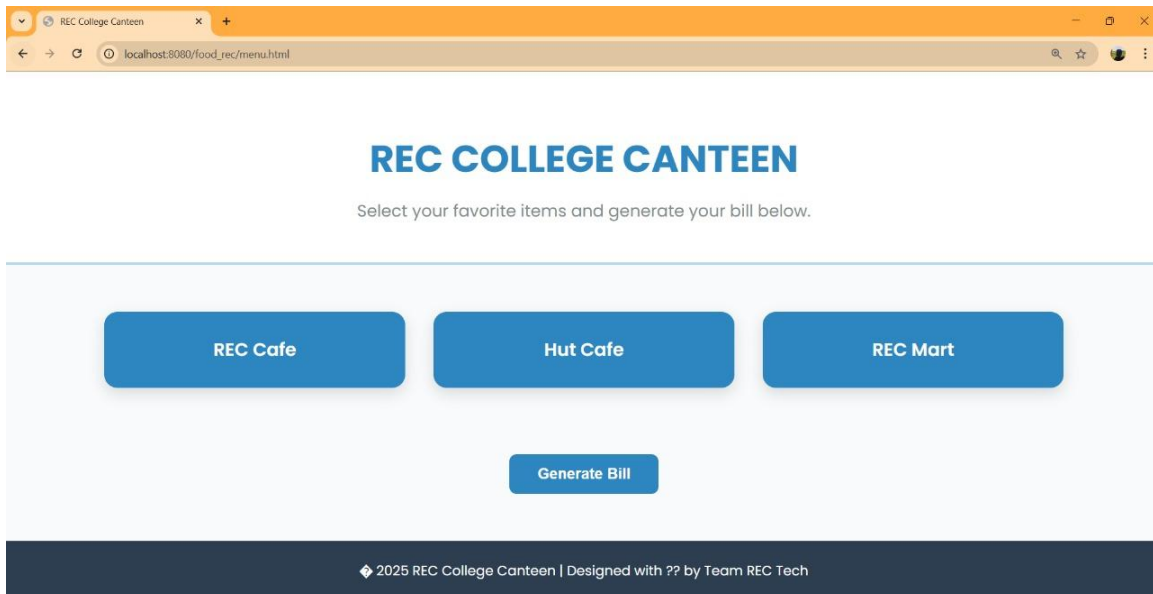 REC College Canteen
localhost:8080/food_rec/menu.html
REC COLLEGE CANTEEN
Select your favorite items and generate your bill below.
REC Cafe
Hut Cafe
REC Mart
Generate Bill
� 2025 REC College Canteen | Designed with ?? by Team REC Tech